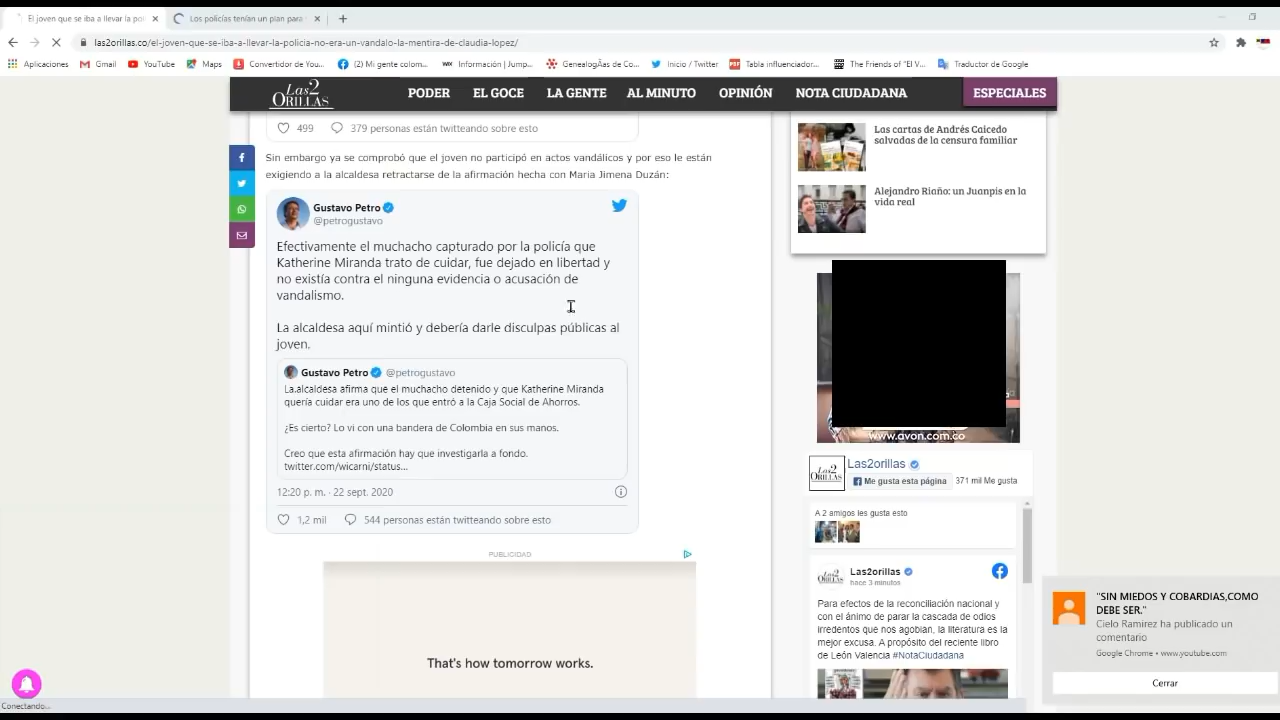 El joven que se iba a llevar la poli
Los policías tenían un plan para
las2orillas.co/el-joven-que-se-iba-a-llevar-la-policia-no-era-un-vandalo-la-mentira-de-claudia-lopez/
Aplicaciones
Gmail
YouTube
Maps
Convertidor de You...
(2) Mi gente colom...
Información | Jump...
GenealogÃ­as de Co...
Inicio / Twitter
Tabla influenciador...
The Friends of "El V...
Traductor de Google
Las2
ORILLAS
PODER
EL GOCE
LA GENTE
AL MINUTO
OPINIÓN
NOTA CIUDADANA
ESPECIALES
499
379 personas están twitteando sobre esto
Sin embargo ya se comprobó que el joven no participó en actos vandálicos y por eso le están
exigiendo a la alcaldesa retractarse de la afirmación hecha con Maria Jimena Duzán:
Gustavo Petro
@petrogustavo
Efectivamente el muchacho capturado por la policía que
Katherine Miranda trato de cuidar, fue dejado en libertad y
no existía contra el ninguna evidencia o acusación de
vandalismo.
La alcaldesa aquí mintió y debería darle disculpas públicas al
joven.
Gustavo Petro @petrogustavo
La.alcaldesa afirma que el muchacho detenido y que Katherine Miranda
quería cuidar era uno de los que entró a la Caja Social de Ahorros.
¿Es cierto? Lo vi con una bandera de Colombia en sus manos.
Creo que esta afirmación hay que investigarla a fondo.
twitter.com/wicarni/status...
12:20 p. m. · 22 sept. 2020
1,2 mil
544 personas están twitteando sobre esto
PUBLICIDAD
That's how tomorrow works.
Las cartas de Andrés Caicedo
salvadas de la censura familiar
Alejandro Riaño: un Juanpis en la
vida real
www.avon.com.co
Las2orillas
Me gusta esta página
371 mil Me gusta
A 2 amigos les gusta esto
Las2orillas
hace 3 minutos
Para efectos de la reconciliación nacional y
con el ánimo de parar la cascada de odios
irredentos que nos agobian, la literatura es la
mejor excusa. A propósito del reciente libro
de León Valencia #NotaCiudadana
"SIN MIEDOS Y COBARDIAS,COMO
DEBE SER."
Cielo Ramirez ha publicado un
comentario
Google Chrome • www.youtube.com
Cerrar
Conectando...